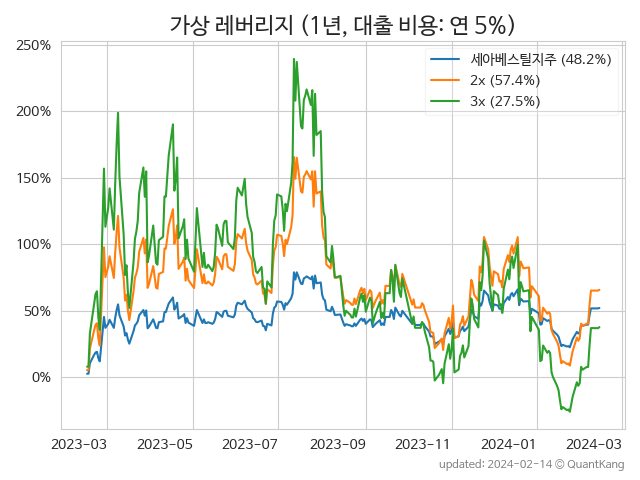 가상 레버리지 (1년, 대출 비용: 연 5%)
세아베스틸지주 (48.2%)
2x (57.4%)
3x (27.5%)
250%
200%
150%
100%
50%
0%
2023-03 2023-05 2023-07 2023-09 2023-11 2024-01 2024-03
updated: 2024-02-14 © QuantKang